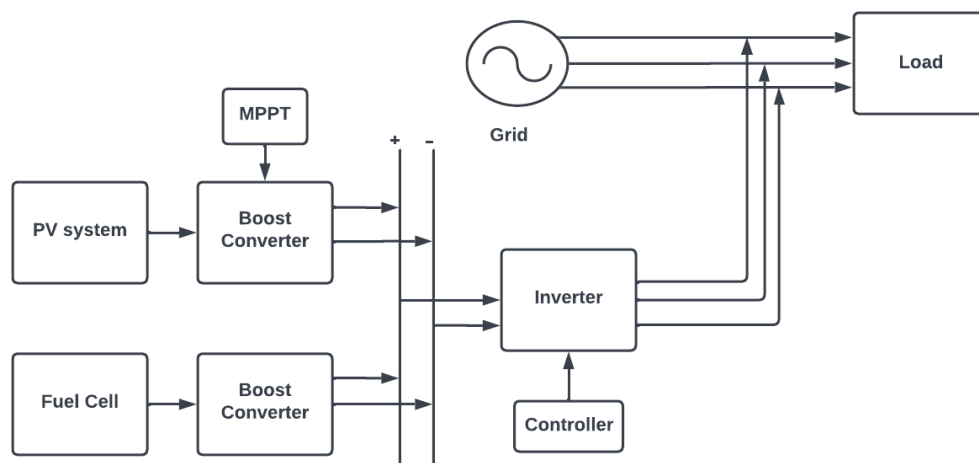 Load
Grid
MPPT
+ –
PV system
Boost
Converter
Inverter
Fuel Cell
Boost
Converter
Controller